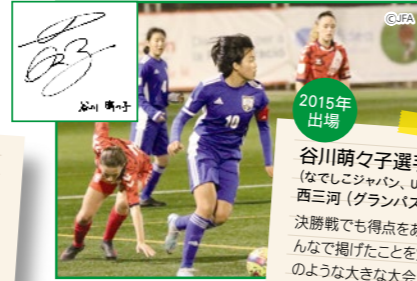 ©JFA
谷川 萌々子
10
2015年
出場
谷川萌々子選手
(なでしこジャパン、U
西三河(グランパス
決勝戦でも得点をあ
んなで掲げたことを
のような大きな大会